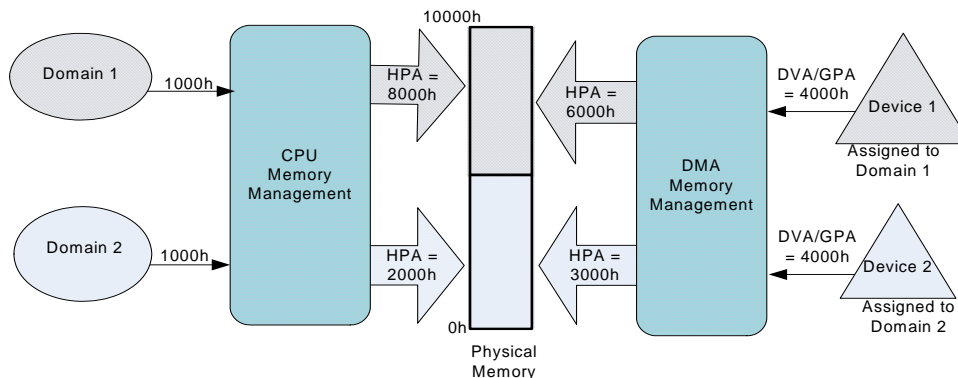 10000h
Domain 1
1000h
HPA =
8000h
HPA =
6000h
DVA/GPA
= 4000h
Device 1
Assigned to
Domain 1
CPU
Memory
Management
DMA
Memory
Management
Domain 2
1000h
HPA =
2000h
HPA =
3000h
DVA/GPA
= 4000h
Device 2
Assigned to
Domain 2
0h
Physical
Memory